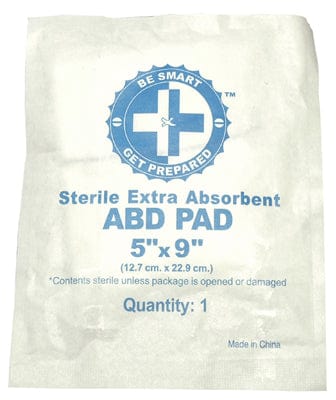 BE SMART
GET PREPARED
™
Sterile Extra Absorbent
ABD PAD
5" x 9"
(12.7 cm. x 22.9 cm.)
*Contents sterile unless package is opened or damaged
Quantity: 1
Made in China